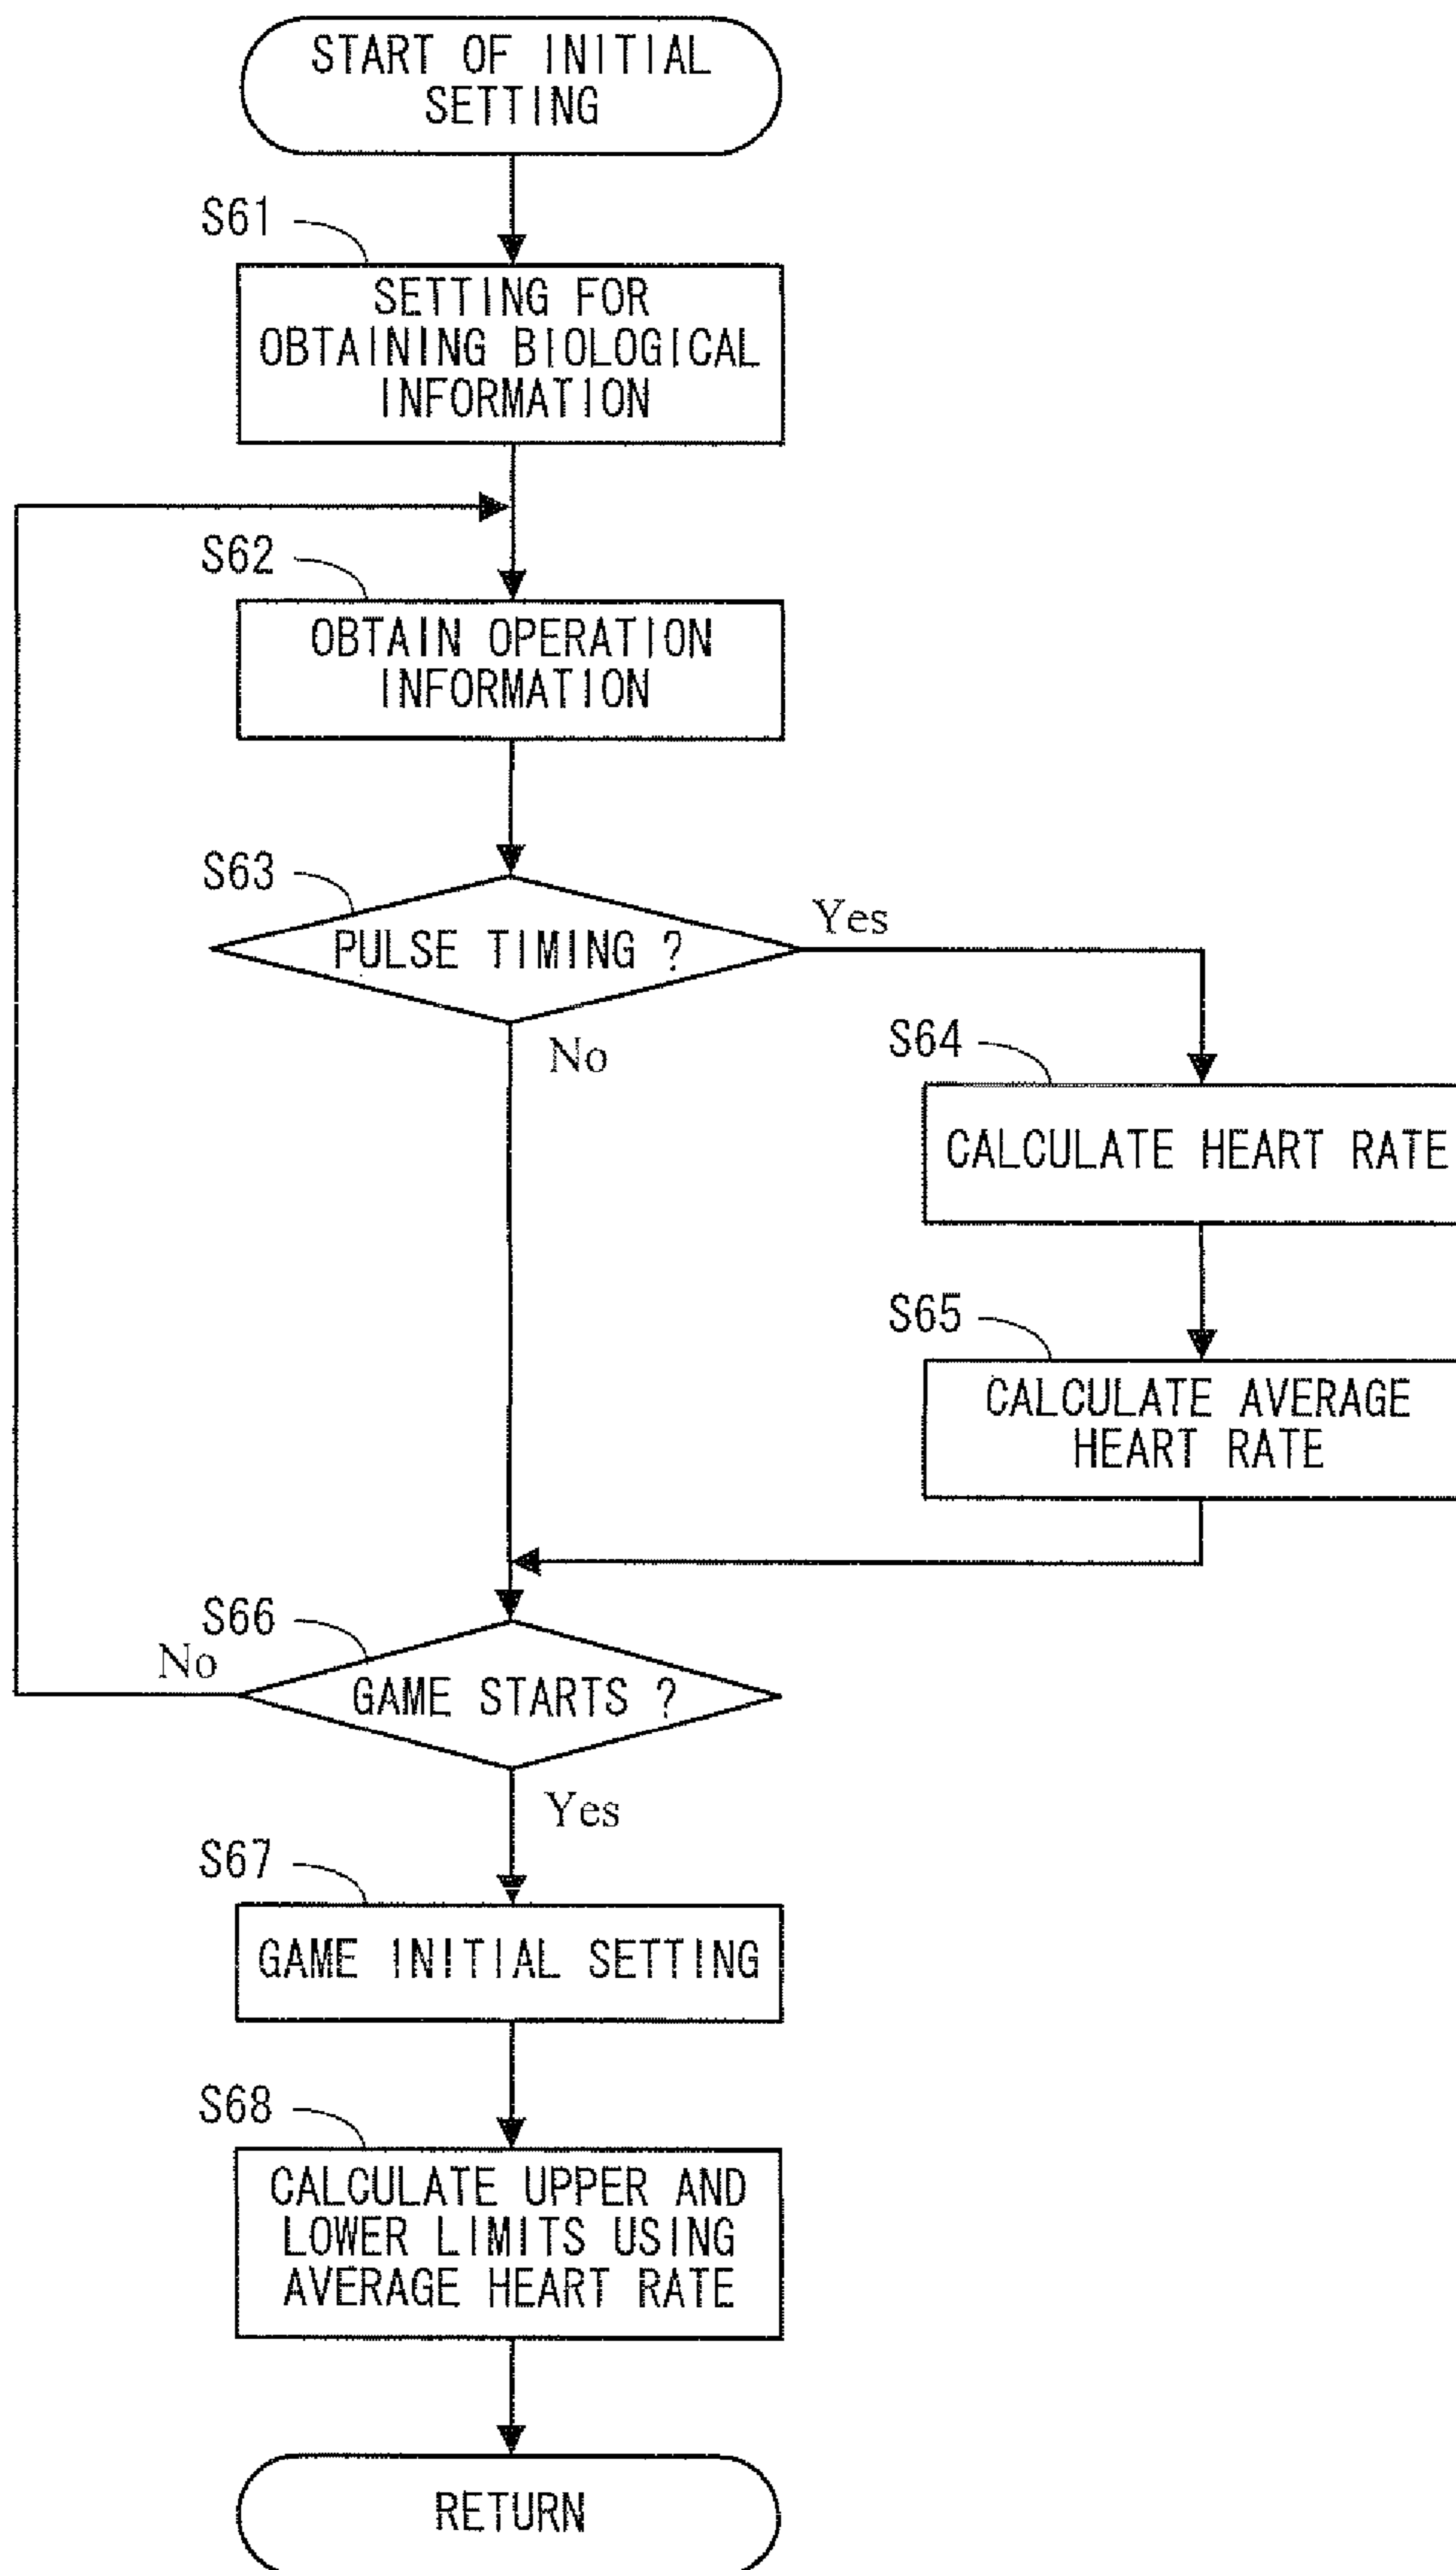 START OF INITIAL
SETTING
S61
SETTING FOR
OBTAINING BIOLOGICAL
INFORMATION
S62
OBTAIN OPERATION
INFORMATION
S63
PULSE TIMING ?
Yes
No
S64
CALCULATE HEART RATE
S65
CALCULATE AVERAGE
HEART RATE
S66
No
GAME STARTS ?
Yes
S67
GAME INITIAL SETTING
S68
CALCULATE UPPER AND
LOWER LIMITS USING
AVERAGE HEART RATE
RETURN